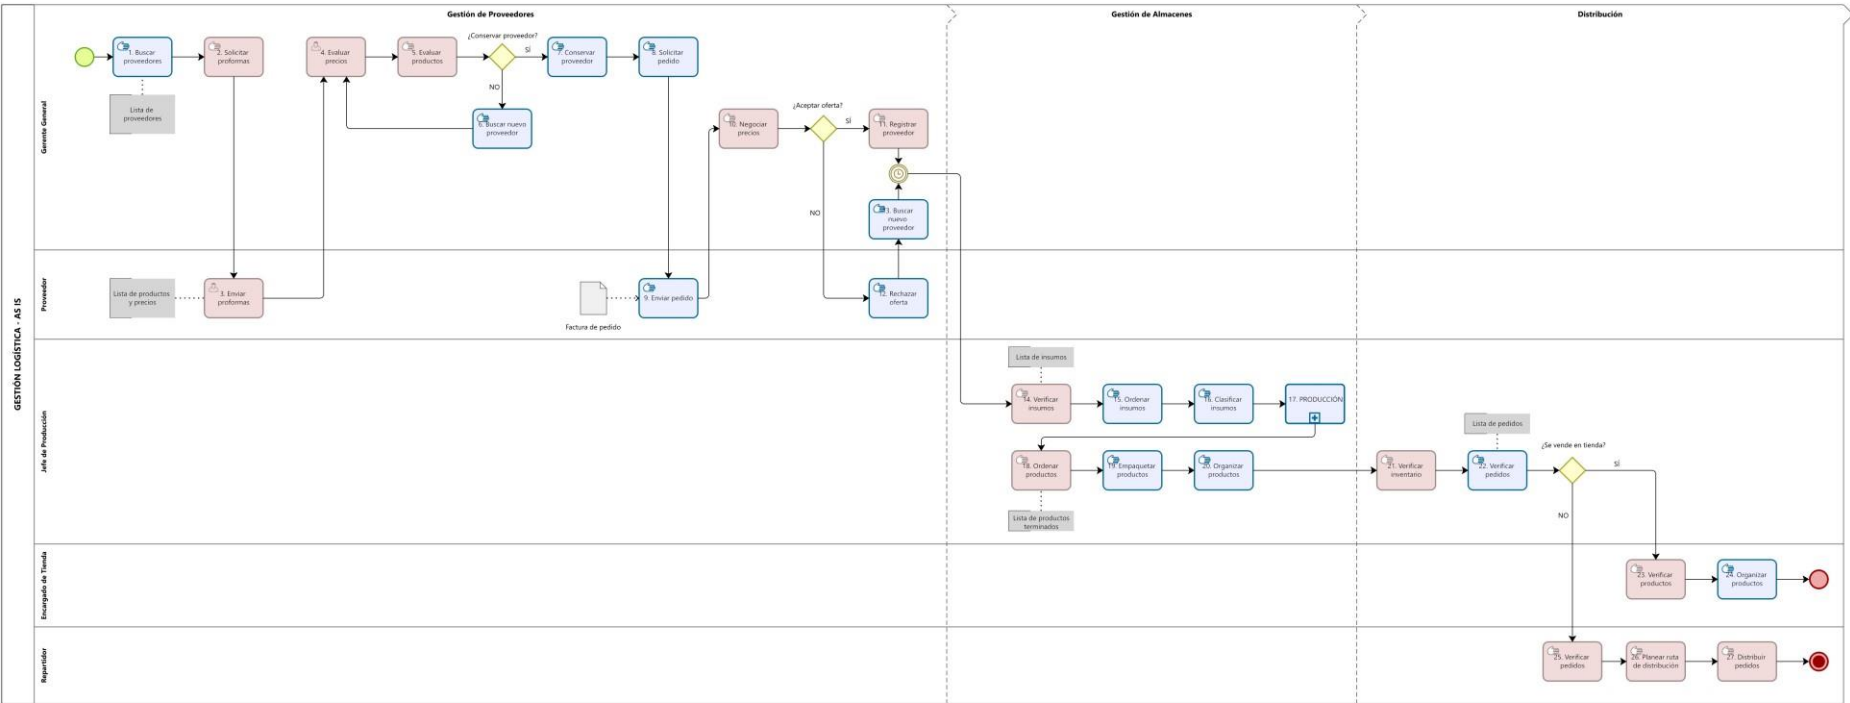 GESTIÓN LOGÍSTICA - AS IS
Gestión de Proveedores
Gestión de Almacenes
Distribución
Gerente General
1. Buscar
proveedores
2. Solicitar
proformas
4. Evaluar
precios
5. Evaluar
productos
¿Conservar proveedor?
SÍ
NO
7. Conservar
proveedor
8. Solicitar
pedido
Lista de
proveedores
6. Buscar nuevo
proveedor
10. Negociar
precios
¿Aceptar oferta?
SÍ
NO
11. Registrar
proveedor
13. Buscar
nuevo
proveedor
Proveedor
Lista de productos
y precios
3. Enviar
proformas
Factura de pedido
9. Enviar pedido
12. Rechazar
oferta
Jefe de Producción
Lista de insumos
14. Verificar
insumos
15. Ordenar
insumos
16. Clasificar
insumos
17. PRODUCCIÓN
18. Ordenar
productos
19. Empaquetar
productos
20. Organizar
productos
Lista de productos
terminados
21. Verificar
inventario
Lista de pedidos
22. Verificar
pedidos
¿Se vende en tienda?
SÍ
NO
Encargado de Tienda
23. Verificar
productos
24. Organizar
productos
Repartidor
25. Verificar
pedidos
26. Planear ruta
de distribución
27. Distribuir
pedidos